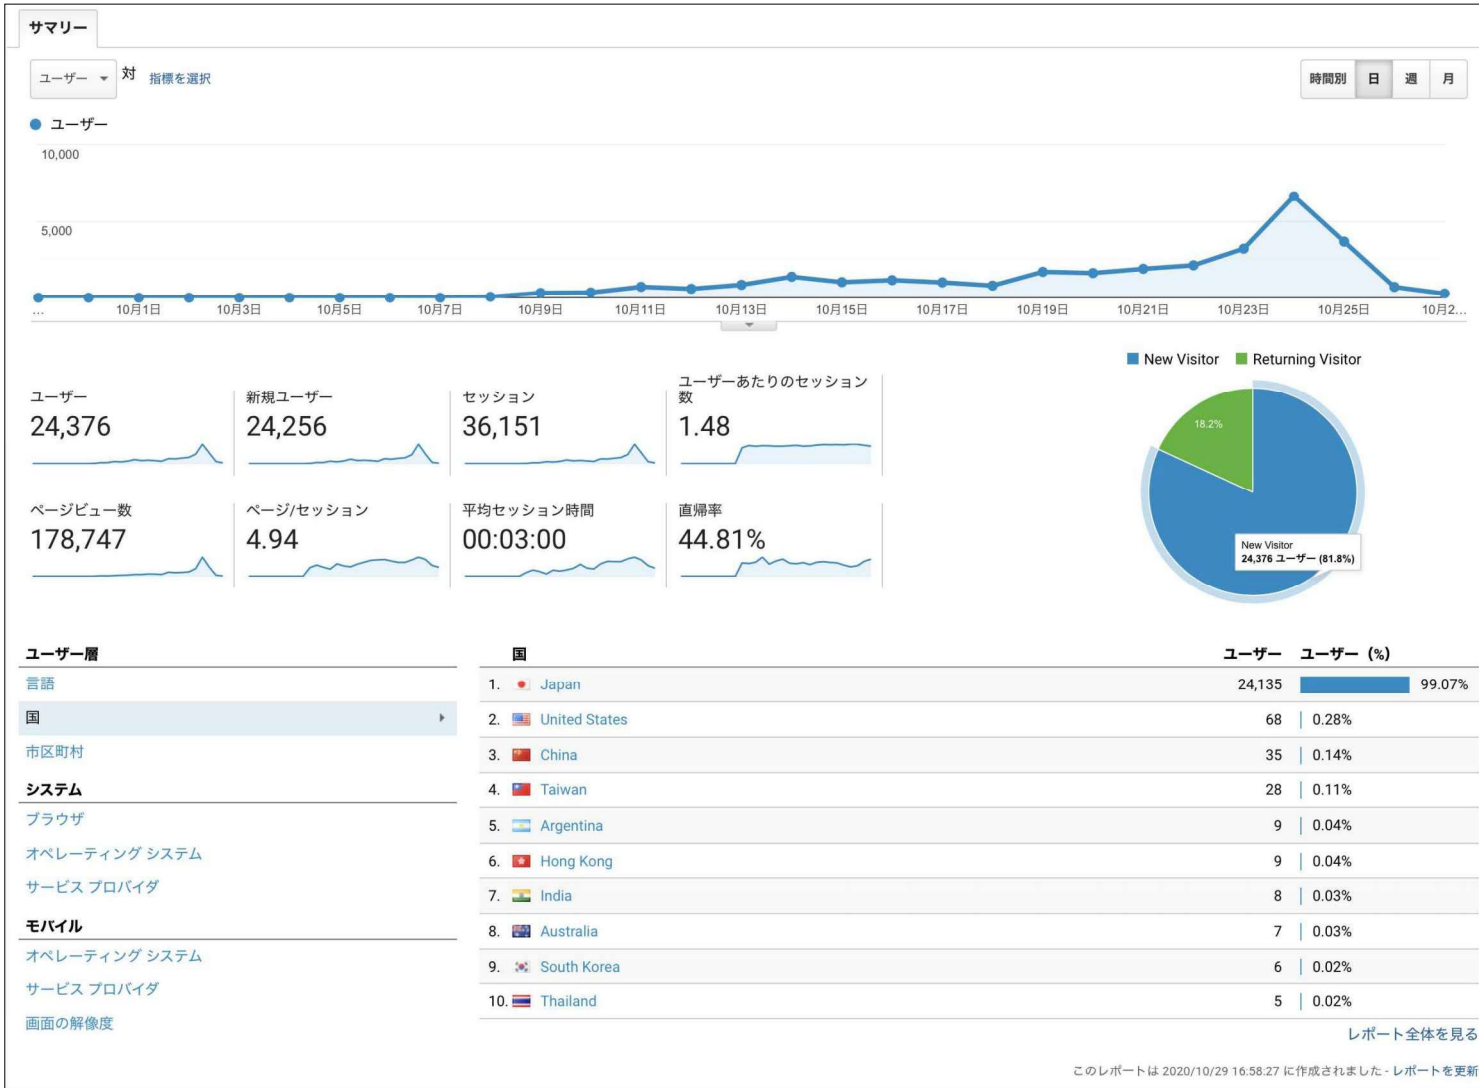 サマリー
ユーザー 対 指標を選択
時間別 日 週 月
ユーザー
10,000
5,000
... 10月1日 10月3日 10月5日 10月7日 10月9日 10月11日 10月13日 10月15日 10月17日 10月19日 10月21日 10月23日 10月25日 10月2...
New Visitor Returning Visitor
ユーザー
24,376
新規ユーザー
24,256
セッション
36,151
ユーザーあたりのセッション
数
1.48
ページビュー数
178,747
ページ/セッション
4.94
平均セッション時間
00:03:00
直帰率
44.81%
18.2%
New Visitor
24,376 ユーザー (81.8%)
ユーザー層
言語
国
市区町村
システム
ブラウザ
オペレーティング システム
サービス プロバイダ
モバイル
オペレーティング システム
サービス プロバイダ
画面の解像度
国 ユーザー ユーザー (%)
1. Japan 24,135 99.07%
2. United States 68 0.28%
3. China 35 0.14%
4. Taiwan 28 0.11%
5. Argentina 9 0.04%
6. Hong Kong 9 0.04%
7. India 8 0.03%
8. Australia 7 0.03%
9. South Korea 6 0.02%
10. Thailand 5 0.02%
レポート全体を見る
このレポートは 2020/10/29 16:58:27 に作成されました - レポートを更新